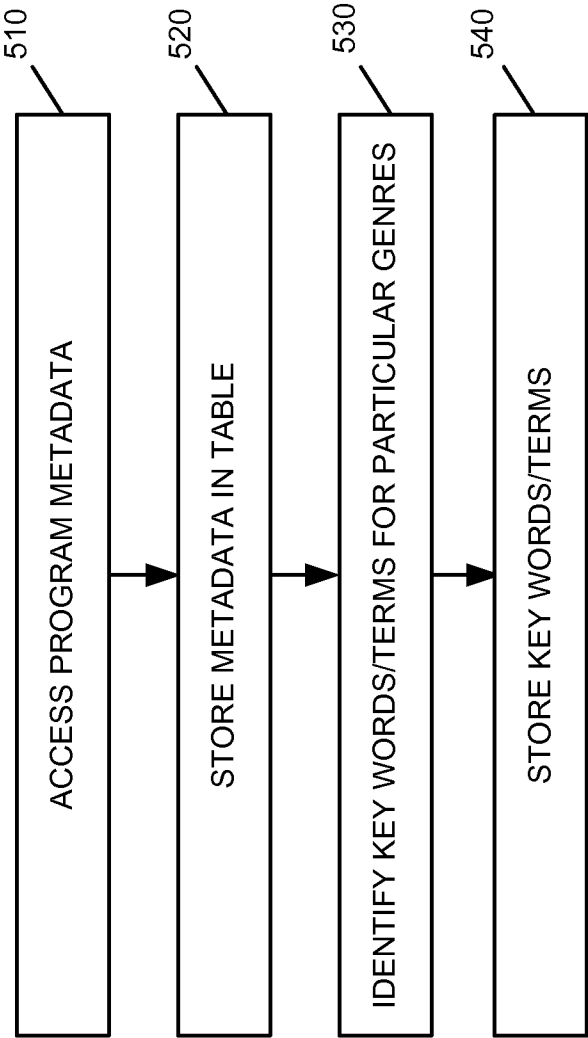 510
ACCESS PROGRAM METADATA
520
STORE METADATA IN TABLE
530
IDENTIFY KEY WORDS/TERMS FOR PARTICULAR GENRES
540
STORE KEY WORDS/TERMS